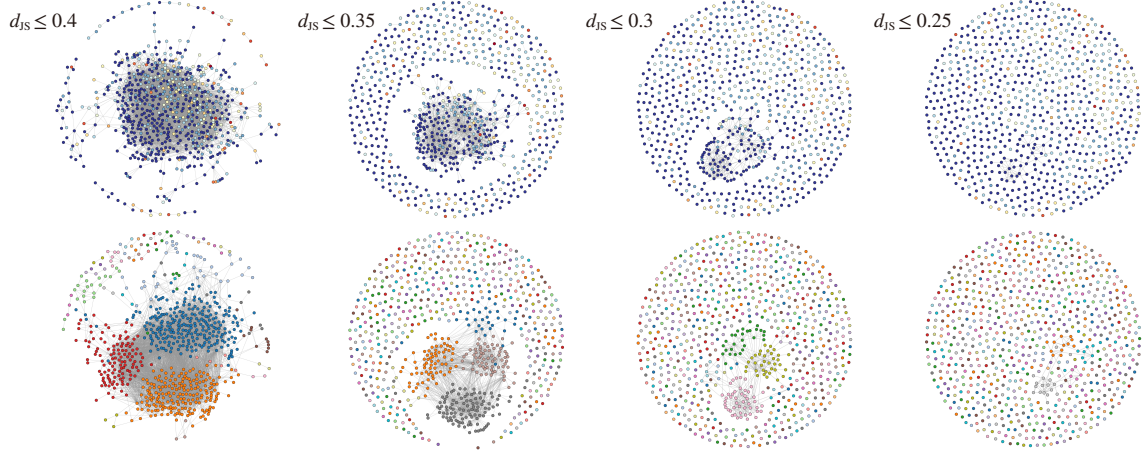 d_JS ≤ 0.4
d_JS ≤ 0.35
d_JS ≤ 0.3
d_JS ≤ 0.25